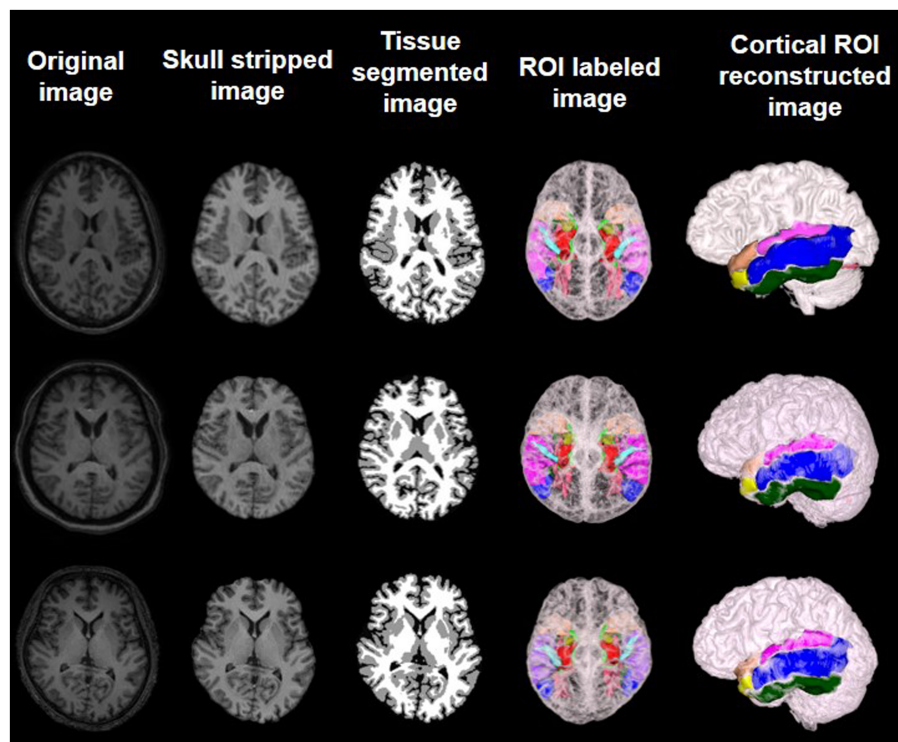 Original
image
Skull stripped
image
Tissue
segmented
image
ROI labeled
image
Cortical ROI
reconstructed
image